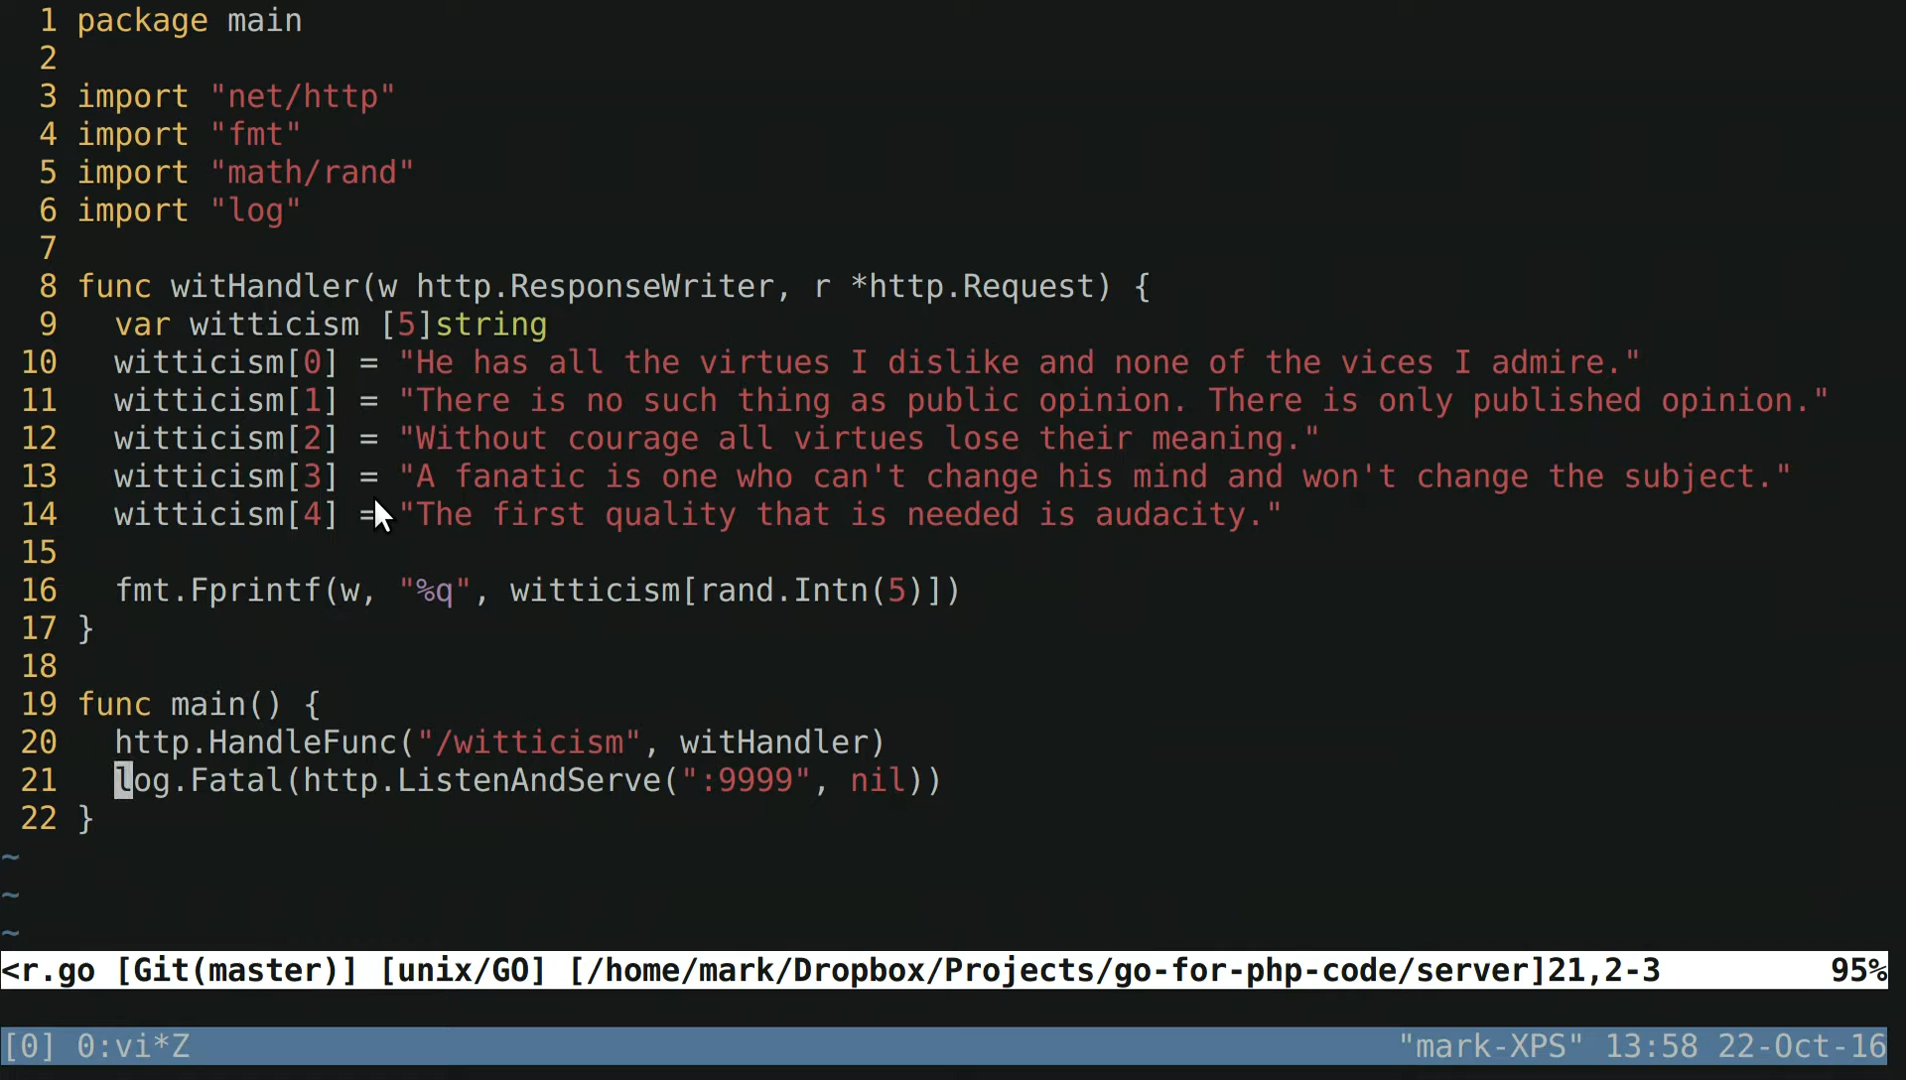 1 package main
2
3 import "net/http"
4 import "fmt"
5 import "math/rand"
6 import "log"
7
8 func witHandler(w http.ResponseWriter, r *http.Request) {
9   var witticism [5]string
10   witticism[0] = "He has all the virtues I dislike and none of the vices I admire."
11   witticism[1] = "There is no such thing as public opinion. There is only published opinion."
12   witticism[2] = "Without courage all virtues lose their meaning."
13   witticism[3] = "A fanatic is one who can't change his mind and won't change the subject."
14   witticism[4] = "The first quality that is needed is audacity."
15
16   fmt.Fprintf(w, "%q", witticism[rand.Intn(5)])
17 }
18
19 func main() {
20   http.HandleFunc("/witticism", witHandler)
21   log.Fatal(http.ListenAndServe(":9999", nil))
22 }
~
~
~
<r.go [Git(master)] [unix/GO] [/home/mark/Dropbox/Projects/go-for-php-code/server]21,2-3 95%
[0] 0:vi*Z "mark-XPS" 13:58 22-Oct-16